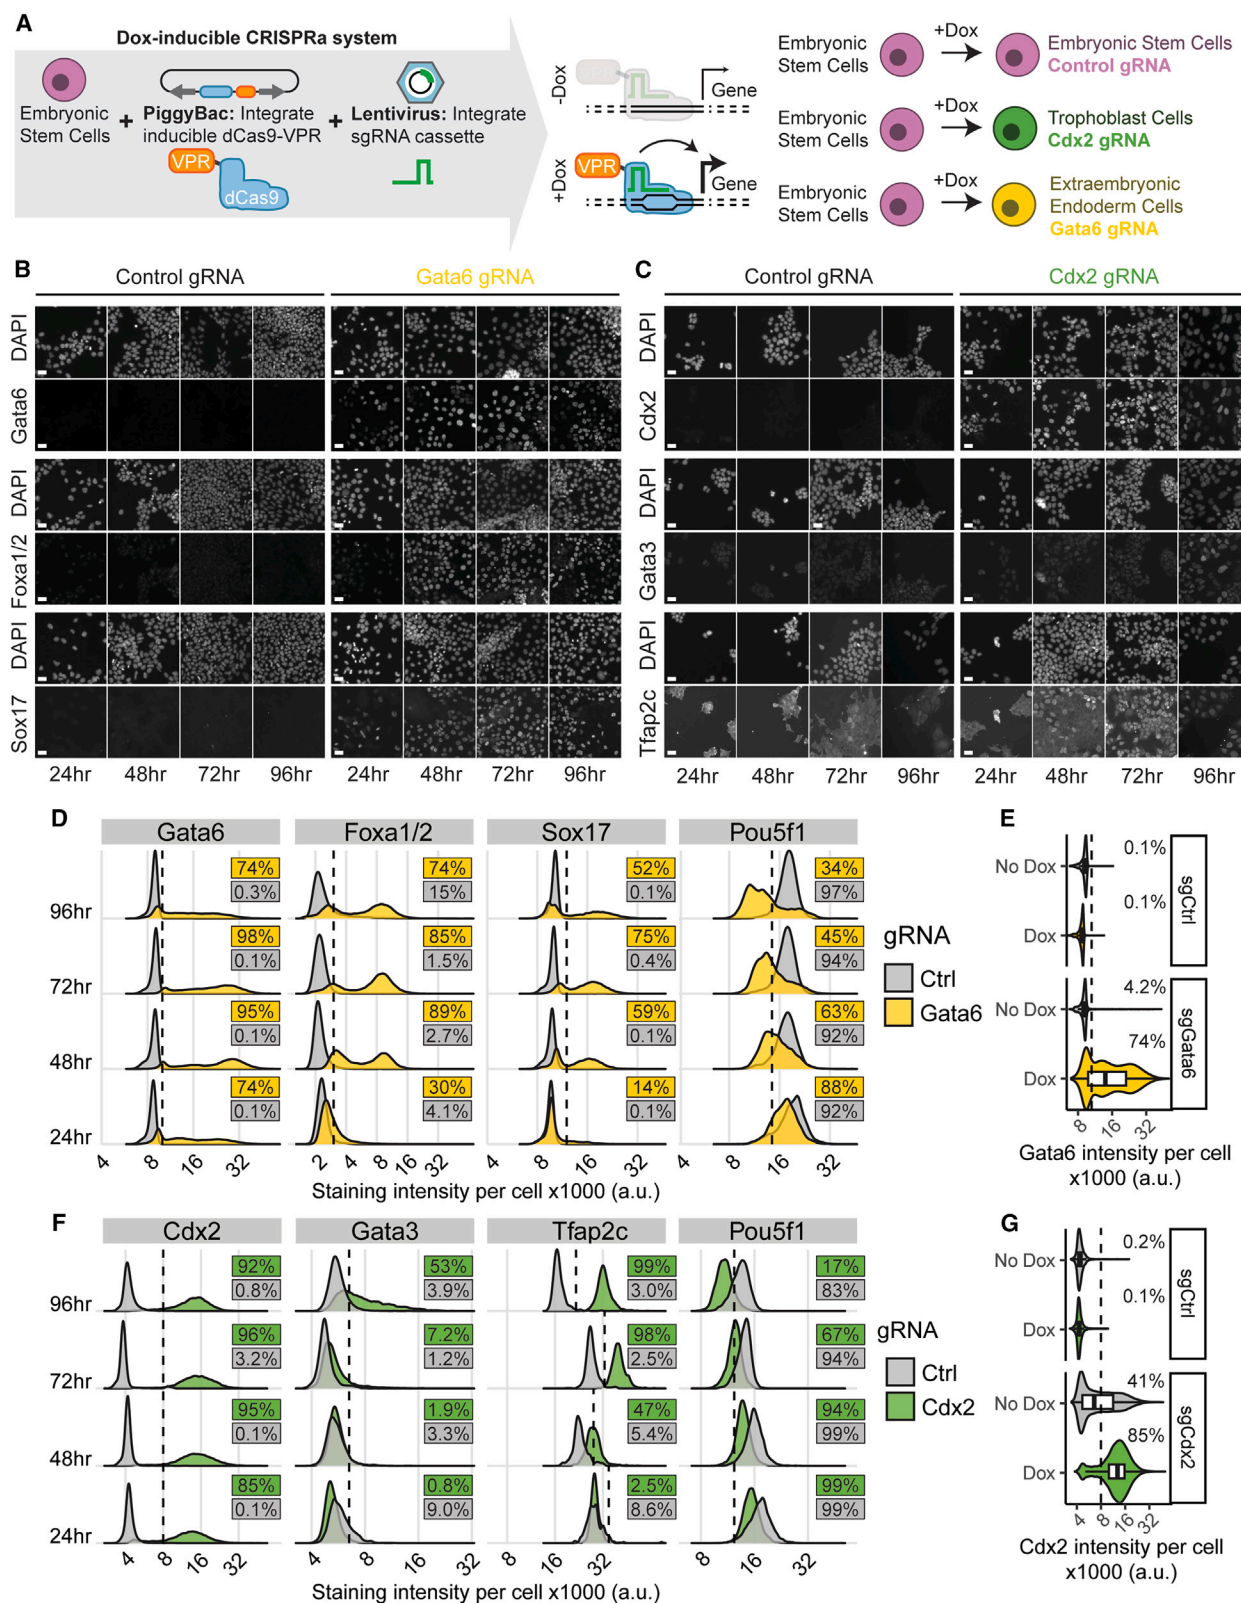 A
Dox-inducible CRISPRa system
Embryonic
Stem Cells
+
PiggyBac: Integrate
inducible dCas9-VPR
+
Lentivirus: Integrate
sgRNA cassette
VPR
dCas9
-Dox
VPR
Gene
+Dox
VPR
Gene
Embryonic
Stem Cells
+Dox
Embryonic Stem Cells
Control gRNA
Embryonic
Stem Cells
+Dox
Trophoblast Cells
Cdx2 gRNA
Embryonic
Stem Cells
+Dox
Extraembryonic
Endoderm Cells
Gata6 gRNA
B
Control gRNA
Gata6 gRNA
DAPI
Gata6
DAPI
Foxa1/2
DAPI
Sox17
24hr 48hr 72hr 96hr 24hr 48hr 72hr 96hr
C
Control gRNA
Cdx2 gRNA
DAPI
Cdx2
DAPI
Gata3
DAPI
Tfap2c
24hr 48hr 72hr 96hr 24hr 48hr 72hr 96hr
D
Gata6 Foxa1/2 Sox17 Pou5f1
74% 74% 52% 34%
0.3% 15% 0.1% 97%
96hr
98% 85% 75% 45%
0.1% 1.5% 0.4% 94%
72hr
95% 89% 59% 63%
0.1% 2.7% 0.1% 92%
48hr
74% 30% 14% 88%
0.1% 4.1% 0.1% 92%
24hr
4 8 16 32 2 4 16 32 8 16 32 4 8 16 32
Staining intensity per cell x1000 (a.u.)
gRNA
Ctrl
Gata6
E
No Dox
0.1%
Dox
0.1%
sgCtrl
No Dox
4.2%
Dox
74%
sgGata6
8 16 32
Gata6 intensity per cell
x1000 (a.u.)
F
Cdx2 Gata3 Tfap2c Pou5f1
92% 53% 99% 17%
0.8% 3.9% 3.0% 83%
96hr
96% 7.2% 98% 67%
3.2% 1.2% 2.5% 94%
72hr
95% 1.9% 47% 94%
0.1% 3.3% 5.4% 99%
48hr
85% 0.8% 2.5% 99%
0.1% 9.0% 8.6% 99%
24hr
4 8 16 32 4 8 16 32 16 32 8 16 32
Staining intensity per cell x1000 (a.u.)
gRNA
Ctrl
Cdx2
G
No Dox
0.2%
Dox
0.1%
sgCtrl
No Dox
41%
Dox
85%
sgCdx2
4 8 16 32
Cdx2 intensity per cell
x1000 (a.u.)